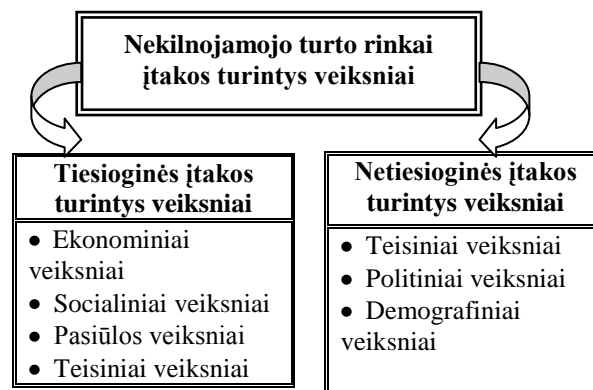 Nekilnojamojo turto rinkai
įtakos turintys veiksniai
Tiesioginės įtakos
turintys veiksniai
• Ekonominiai
veiksniai
• Socialiniai veiksniai
• Pasiūlos veiksniai
• Teisiniai veiksniai
Netiesioginės įtakos
turintys veiksniai
• Teisiniai veiksniai
• Politiniai veiksniai
• Demografiniai
veiksniai